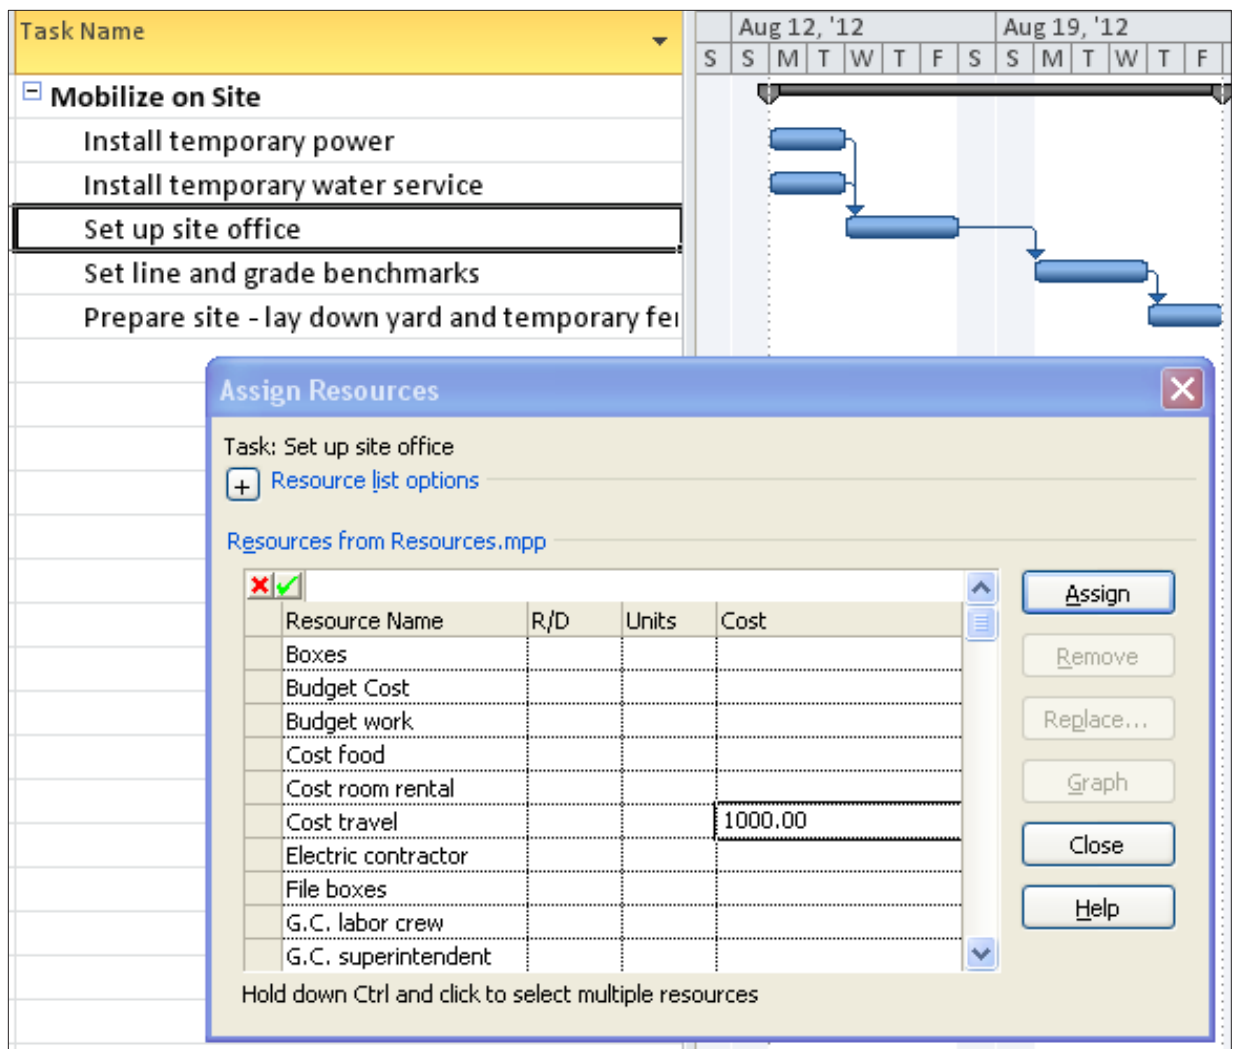 Task Name
Aug 12, '12 Aug 19, '12
S S M T W T F S S M T W T F
Mobilize on Site
Install temporary power
Install temporary water service
Set up site office
Set line and grade benchmarks
Prepare site - lay down yard and temporary fe
Assign Resources
Task: Set up site office
+ Resource list options
Resources from Resources.mpp
Resource Name R/D Units Cost
Assign
Boxes
Remove
Budget Cost
Budget work
Replace...
Cost food
Cost room rental
Graph
Cost travel 1000.00
Electric contractor
Close
File boxes
G.C. labor crew
Help
G.C. superintendent
Hold down Ctrl and click to select multiple resources